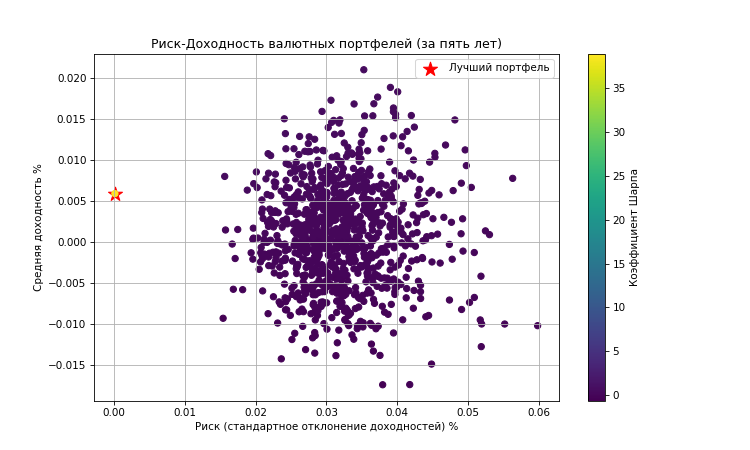 Риск-Доходность валютных портфелей (за пять лет)
Лучший портфель
0.020
0.015
0.010
0.005
0.000
−0.005
−0.010
−0.015
Средняя доходность %
0.00 0.01 0.02 0.03 0.04 0.05 0.06
Риск (стандартное отклонение доходностей) %
35
30
25
20
15
10
5
0
Коэффициент Шарпа